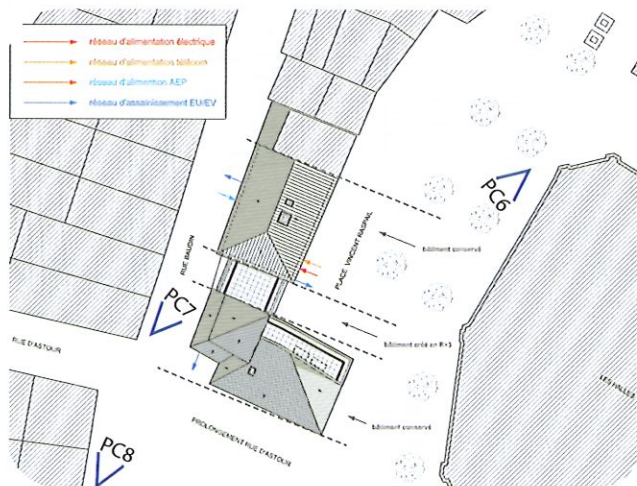 réseau d'alimentation électrique
réseau d'alimentation télécom
réseau d'alimention AEP
réseau d'assainissement EU/EV
PC6
bâtiment conservé
PLACE VINCENT RASPAIL
RUE BAUDIN
PC7
bâtiment créé en R+3
RUE D'ASTOUR
LES HALLES
bâtiment conservé
PROLONGEMENT RUE D'ASTOUR
PC8